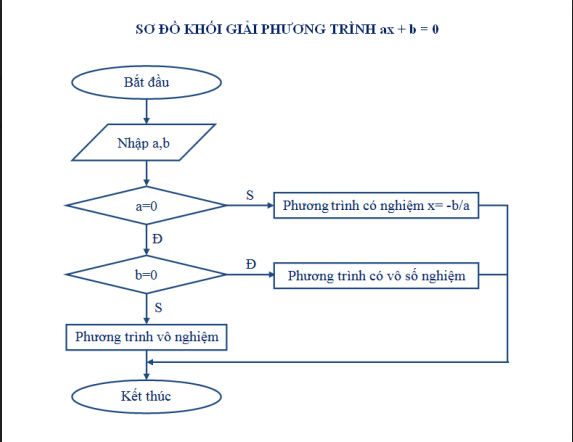 SƠ ĐỒ KHỐI GIẢI PHƯƠNG TRÌNH ax + b = 0
Bắt đầu
Nhập a,b
a=0
S
Phương trình có nghiệm x= -b/a
Đ
b=0
Đ
Phương trình có vô số nghiệm
S
Phương trình vô nghiệm
Kết thúc